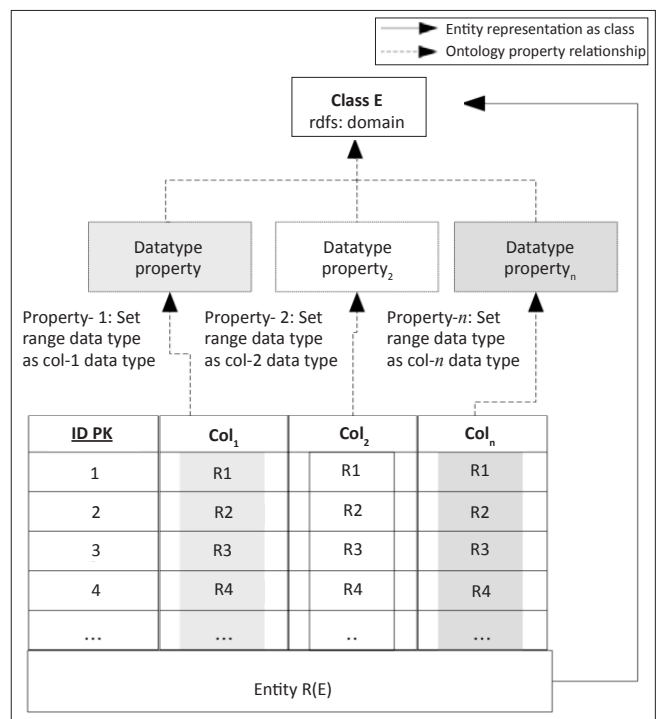 Entity representation as class
Ontology property relationship
Class E
rdfs: domain
Datatype
property
Datatype
property₂
Datatype
propertyₙ
Property- 1: Set
range data type
as col-1 data type
Property- 2: Set
range data type
as col-2 data type
Property-n: Set
range data type
as col-n data type
ID PK Col₁ Col₂ Colₙ
1 R1 R1 R1
2 R2 R2 R2
3 R3 R3 R3
4 R4 R4 R4
... ... .. ...
Entity R(E)